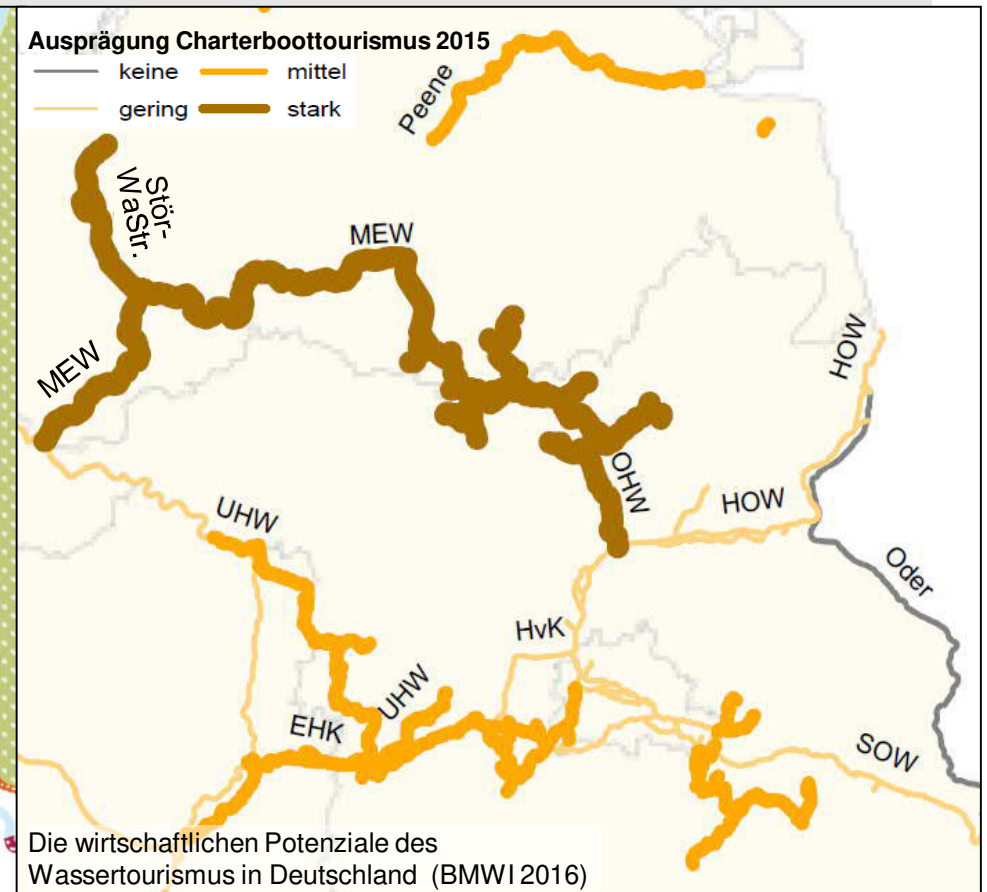 Ausprägung Charterboottourismus 2015
keine mittel
gering stark
Peene
Stör-
WaStr.
MEW
MEW
HOW
OHW
HOW
UHW
Oder
HvK
UHW
EHK
SOW
Die wirtschaftlichen Potenziale des
Wassertourismus in Deutschland (BMWI 2016)